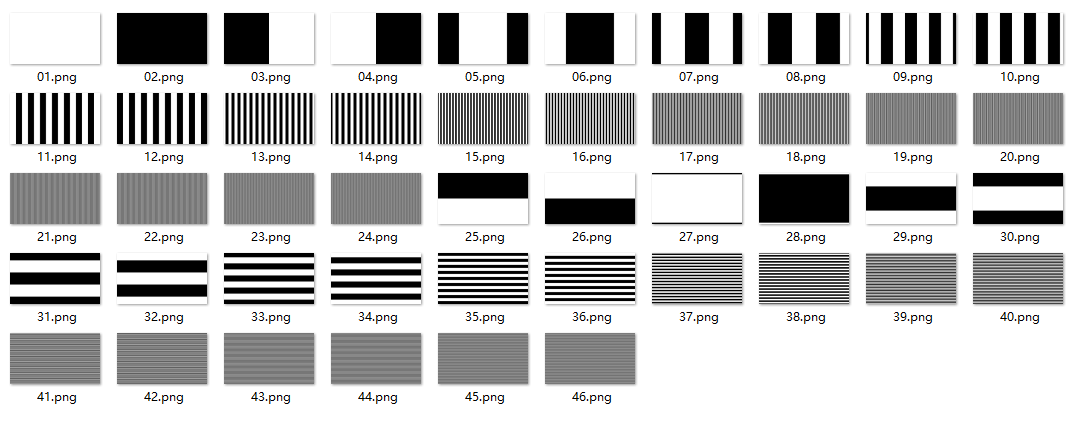 01.png 02.png 03.png 04.png 05.png 06.png 07.png 08.png 09.png 10.png
11.png 12.png 13.png 14.png 15.png 16.png 17.png 18.png 19.png 20.png
21.png 22.png 23.png 24.png 25.png 26.png 27.png 28.png 29.png 30.png
31.png 32.png 33.png 34.png 35.png 36.png 37.png 38.png 39.png 40.png
41.png 42.png 43.png 44.png 45.png 46.png